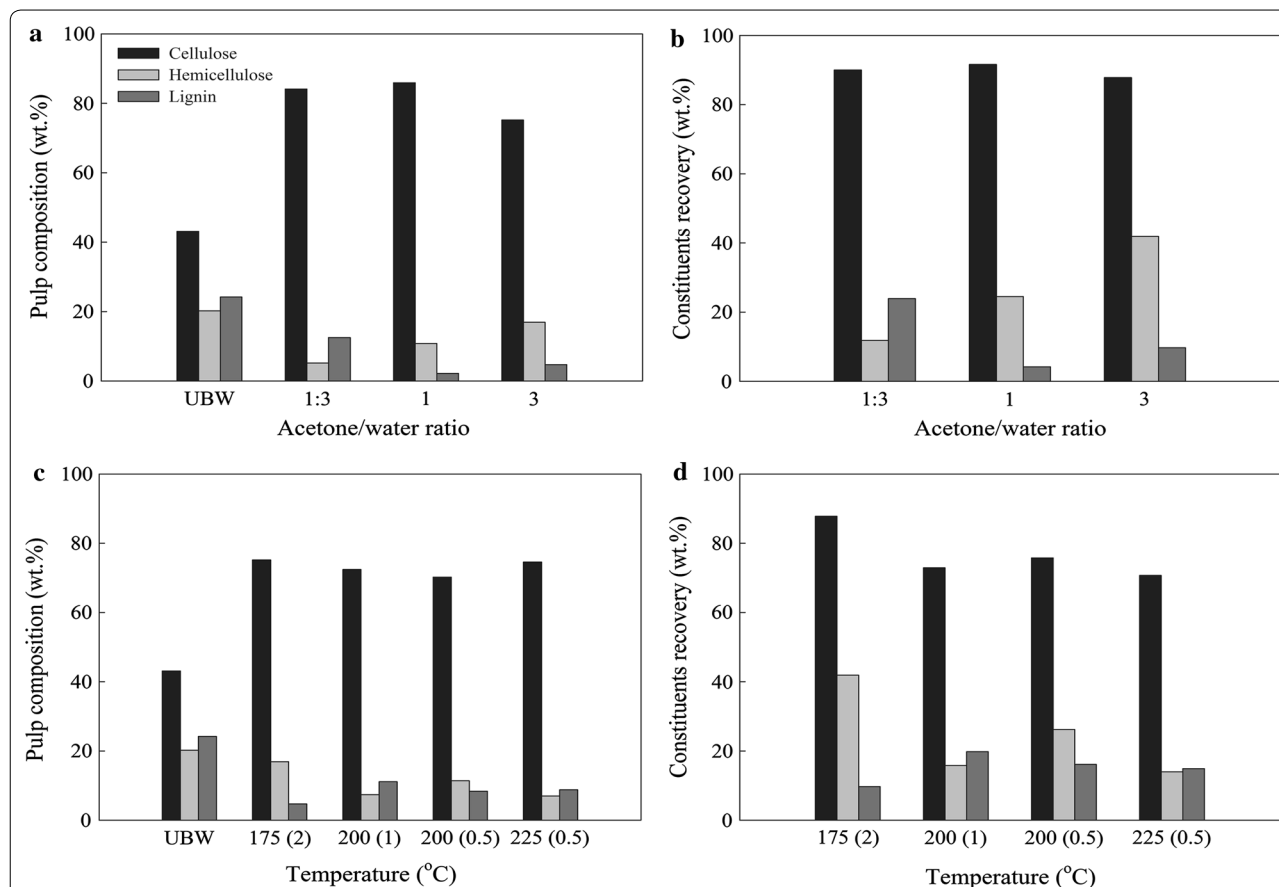 a
100
80
60
40
20
0
Pulp composition (wt.%)
Cellulose
Hemicellulose
Lignin
UBW 1:3 1 3
Acetone/water ratio
b
100
80
60
40
20
0
Constituents recovery (wt.%)
1:3 1 3
Acetone/water ratio
c
100
80
60
40
20
0
Pulp composition (wt.%)
UBW 175 (2) 200 (1) 200 (0.5) 225 (0.5)
Temperature (°C)
d
100
80
60
40
20
0
Constituents recovery (wt.%)
175 (2) 200 (1) 200 (0.5) 225 (0.5)
Temperature (°C)